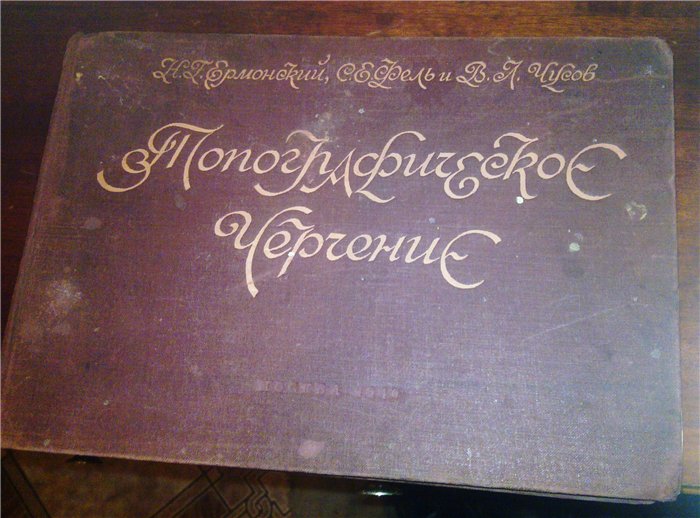 Н. Г. Ермонский, С. Е. Фель и В. Л. Чусов
Топографическое
Черчение